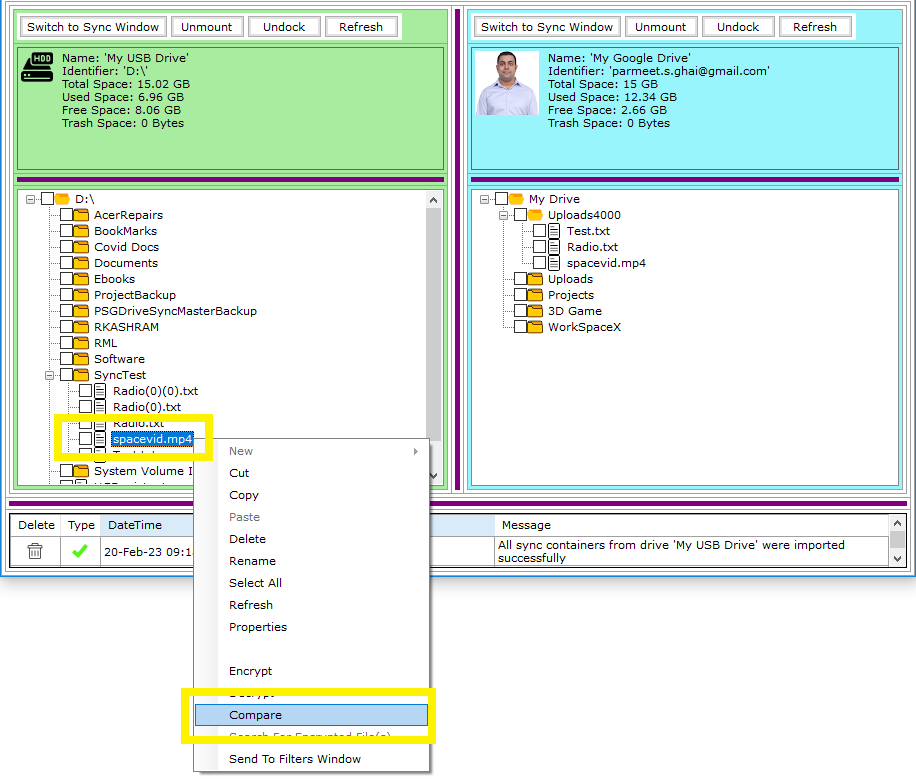 Switch to Sync Window Unmount Undock Refresh
HDD
Name: 'My USB Drive'
Identifier: 'D:\'
Total Space: 15.02 GB
Used Space: 6.96 GB
Free Space: 8.06 GB
Trash Space: 0 Bytes
D:\
AcerRepairs
BookMarks
Covid Docs
Documents
Ebooks
ProjectBackup
PSGDriveSyncMasterBackup
RKASHRAM
RML
Software
SyncTest
Radio(0)(0).txt
Radio(0).txt
Radio.txt
spacevid.mp4
System Volume I
Switch to Sync Window Unmount Undock Refresh
Name: 'My Google Drive'
Identifier: 'parmeet.s.ghai@gmail.com'
Total Space: 15 GB
Used Space: 12.34 GB
Free Space: 2.66 GB
Trash Space: 0 Bytes
My Drive
Uploads4000
Test.txt
Radio.txt
spacevid.mp4
Uploads
Projects
3D Game
WorkSpaceX
New
Cut
Copy
Paste
Delete
Rename
Select All
Refresh
Properties
Encrypt
Decrypt
Compare
Search For Encrypted File(s)
Send To Filters Window
Delete Type DateTime Message
20-Feb-23 09:1
All sync containers from drive 'My USB Drive' were imported
successfully